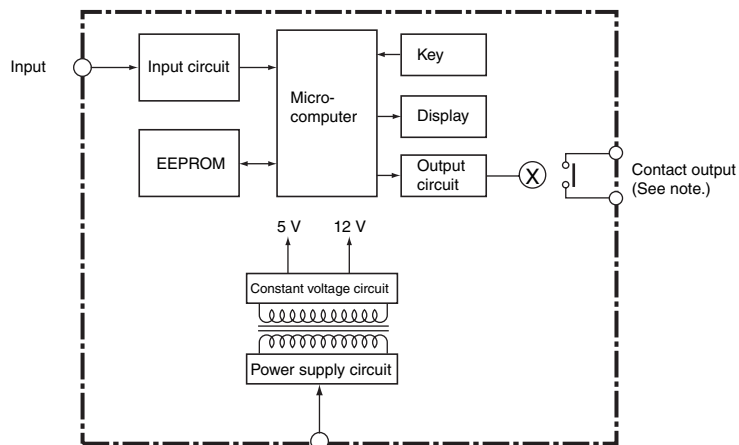 Input
Input circuit
Micro-
computer
Key
Display
EEPROM
Output
circuit
X
Contact output
(See note.)
5 V
12 V
Constant voltage circuit
Power supply circuit